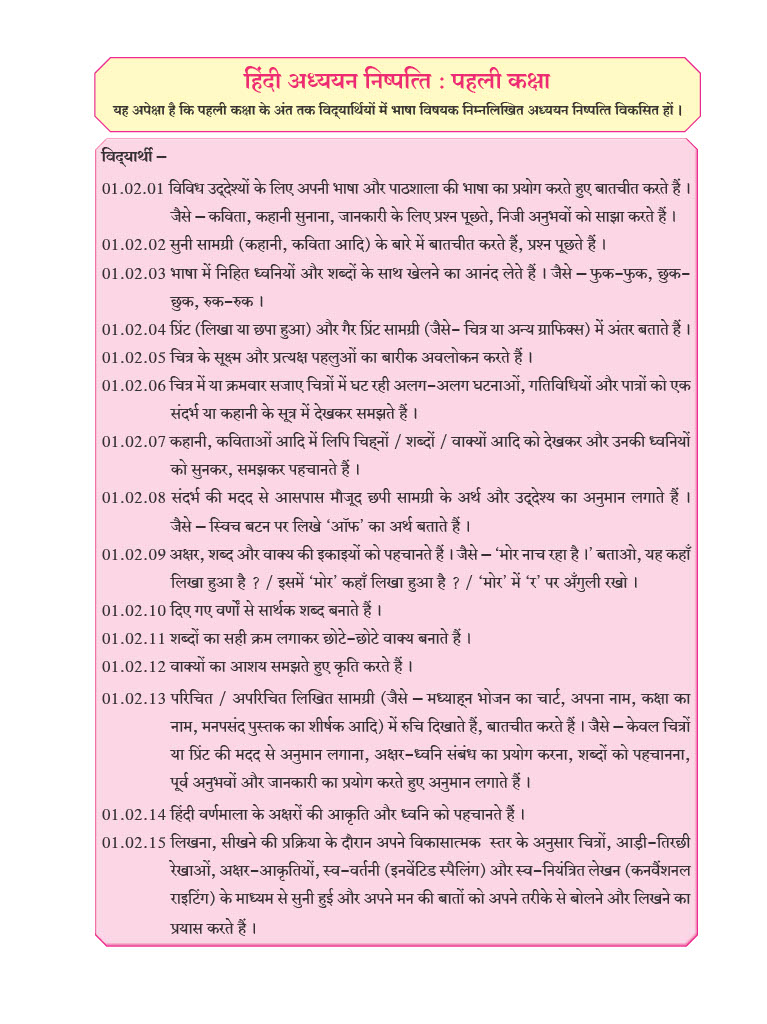 हिंदी अध्ययन निष्पत्ति : पहली कक्षा
यह अपेक्षा है कि पहली कक्षा के अंत तक विद्‌यार्थियों में भाषा विषयक निम्नलिखित अध्ययन निष्पत्ति विकसित हों ।
विद्‌यार्थी –
01.02.01 विविध उद्‌देश्यों के लिए अपनी भाषा और पाठशाला की भाषा का प्रयोग करते हुए बातचीत करते हैं ।
जैसे – कविता, कहानी सुनाना, जानकारी के लिए प्रश्न पूछते, निजी अनुभवों को साझा करते हैं ।
01.02.02 सुनी सामग्री (कहानी, कविता आदि) के बारे में बातचीत करते हैं, प्रश्न पूछते हैं ।
01.02.03 भाषा में निहित ध्वनियों और शब्दों के साथ खेलने का आनंद लेते हैं । जैसे – फुक-फुक, छुक-
छुक, रुक-रुक ।
01.02.04 प्रिंट (लिखा या छपा हुआ) और गैर प्रिंट सामग्री (जैसे- चित्र या अन्य ग्राफिक्स) में अंतर बताते हैं ।
01.02.05 चित्र के सूक्ष्म और प्रत्यक्ष पहलुओं का बारीक अवलोकन करते हैं ।
01.02.06 चित्र में या क्रमवार सजाए चित्रों में घट रही अलग-अलग घटनाओं, गतिविधियों और पात्रों को एक
संदर्भ या कहानी के सूत्र में देखकर समझते हैं ।
01.02.07 कहानी, कविताओं आदि में लिपि चिह्‌नों / शब्दों / वाक्यों आदि को देखकर और उनकी ध्वनियों
को सुनकर, समझकर पहचानते हैं ।
01.02.08 संदर्भ की मदद से आसपास मौजूद छपी सामग्री के अर्थ और उद्‌देश्य का अनुमान लगाते हैं ।
जैसे – स्विच बटन पर लिखे ‘ऑफ’ का अर्थ बताते हैं ।
01.02.09 अक्षर, शब्द और वाक्य की इकाइयों को पहचानते हैं । जैसे – ‘मोर नाच रहा है ।’ बताओ, यह कहाँ
लिखा हुआ है ? / इसमें ‘मोर’ कहाँ लिखा हुआ है ? / ‘मोर’ में ‘र’ पर अँगुली रखो ।
01.02.10 दिए गए वर्णों से सार्थक शब्द बनाते हैं ।
01.02.11 शब्दों का सही क्रम लगाकर छोटे-छोटे वाक्य बनाते हैं ।
01.02.12 वाक्यों का आशय समझते हुए कृति करते हैं ।
01.02.13 परिचित / अपरिचित लिखित सामग्री (जैसे – मध्याह्‌न भोजन का चार्ट, अपना नाम, कक्षा का
नाम, मनपसंद पुस्तक का शीर्षक आदि) में रुचि दिखाते हैं, बातचीत करते हैं । जैसे – केवल चित्रों
या प्रिंट की मदद से अनुमान लगाना, अक्षर-ध्वनि संबंध का प्रयोग करना, शब्दों को पहचानना,
पूर्व अनुभवों और जानकारी का प्रयोग करते हुए अनुमान लगाते हैं ।
01.02.14 हिंदी वर्णमाला के अक्षरों की आकृति और ध्वनि को पहचानते हैं ।
01.02.15 लिखना, सीखने की प्रक्रिया के दौरान अपने विकासात्मक स्तर के अनुसार चित्रों, आड़ी-तिरछी
रेखाओं, अक्षर-आकृतियों, स्व-वर्तनी (इनवेंटिड स्पैलिंग) और स्व-नियंत्रित लेखन (कनवैंशनल
राइटिंग) के माध्यम से सुनी हुई और अपने मन की बातों को अपने तरीके से बोलने और लिखने का
प्रयास करते हैं ।